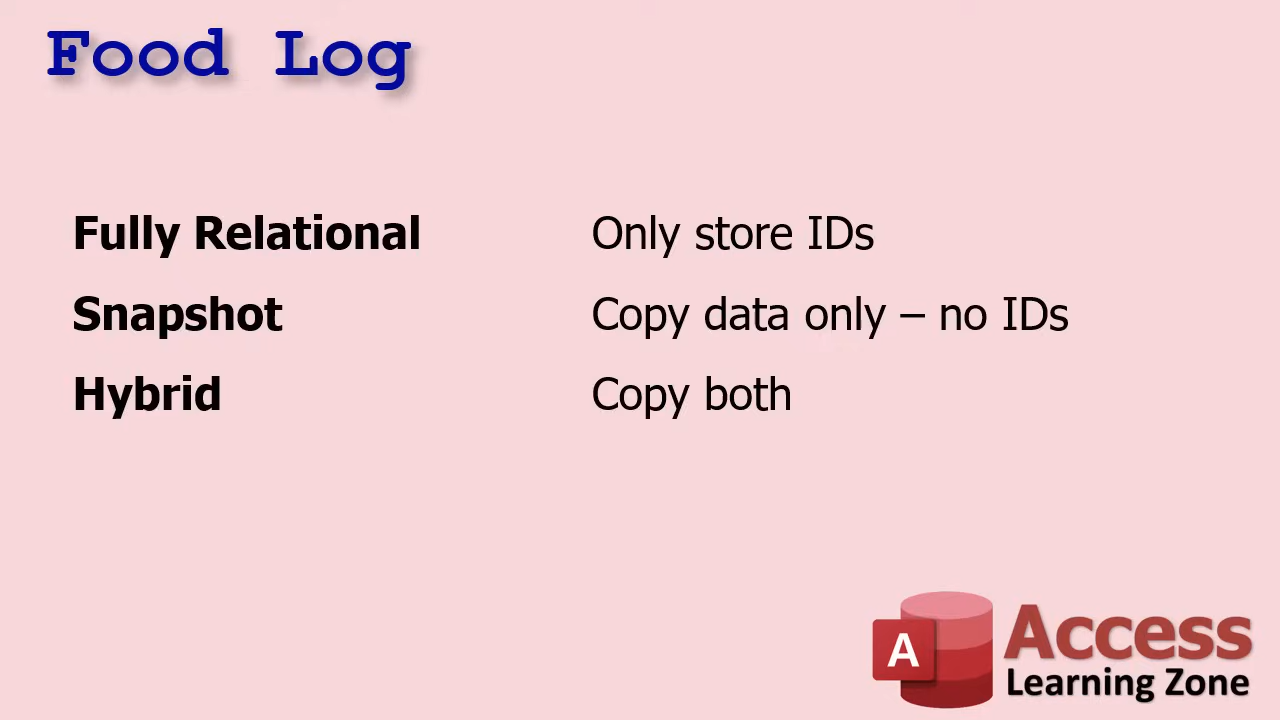 Food Log
Fully Relational Only store IDs
Snapshot Copy data only – no IDs
Hybrid Copy both
A Access
Learning Zone